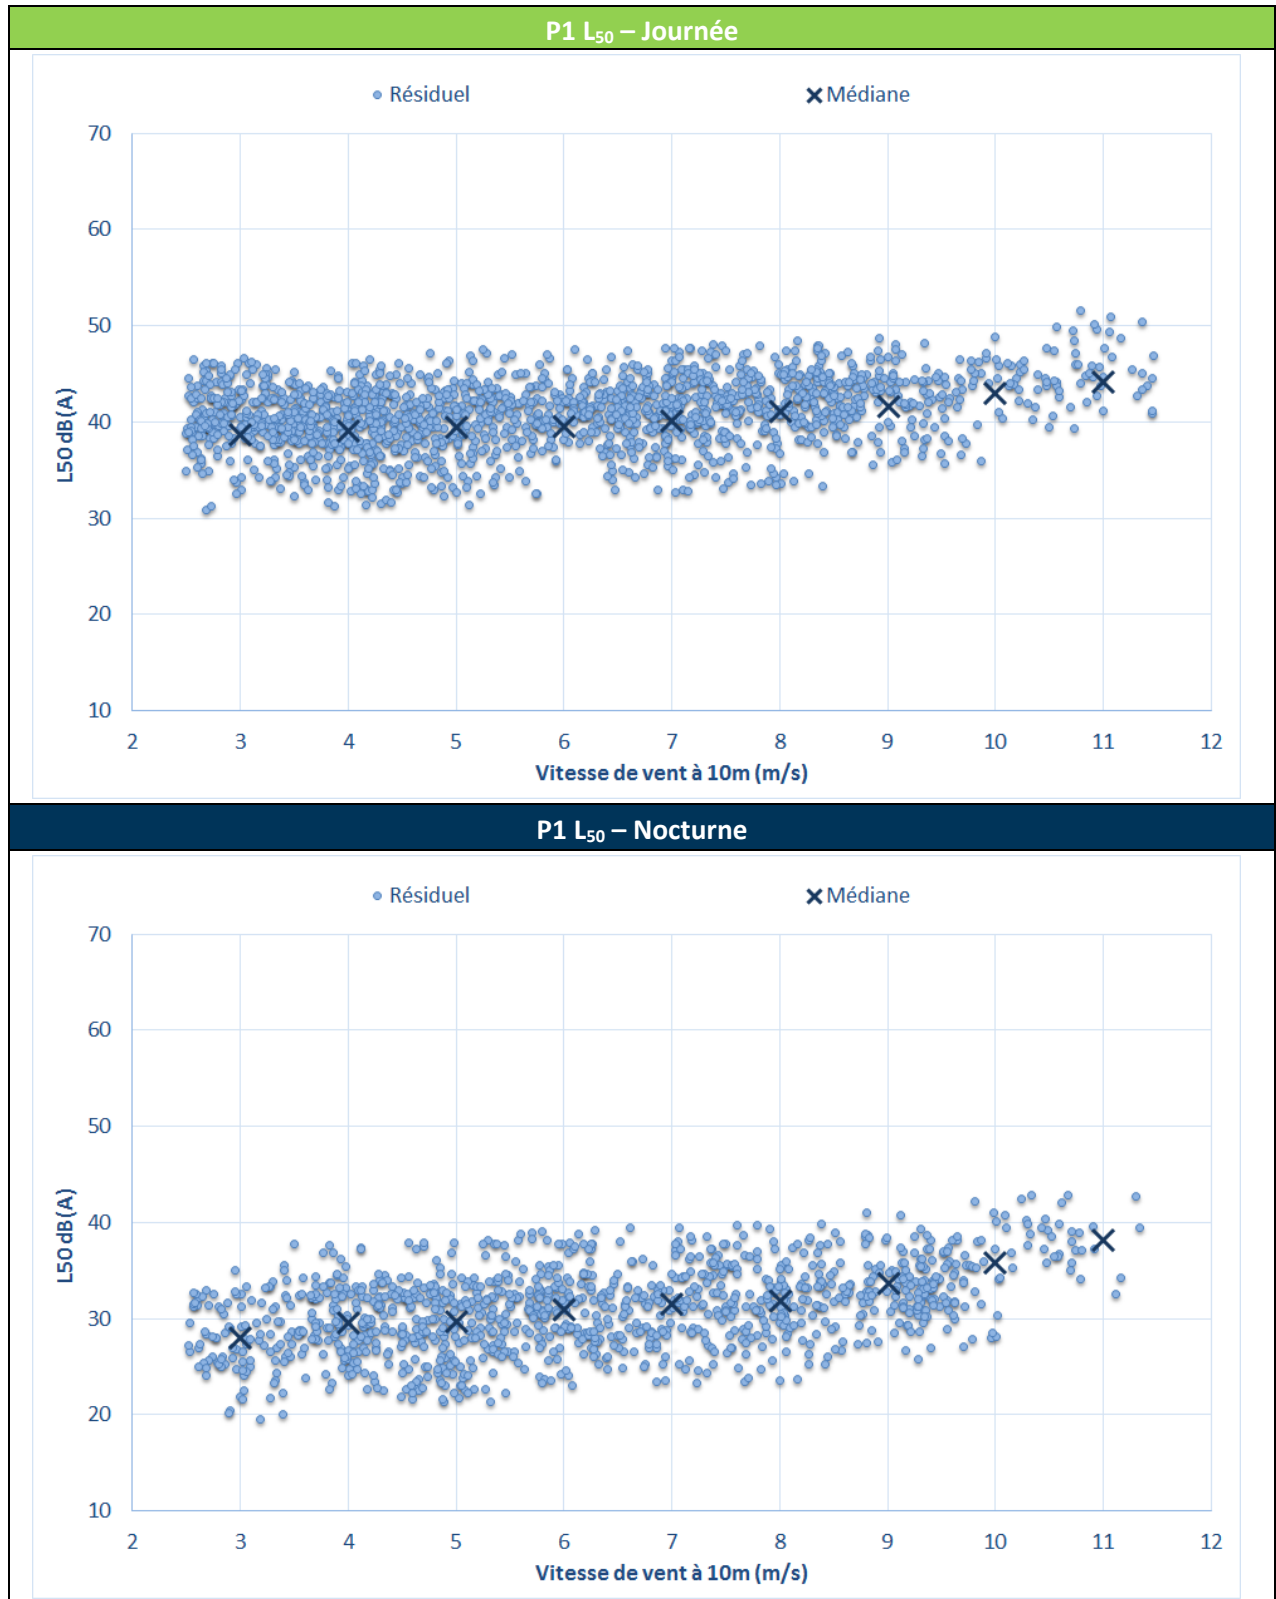 P1 L50 – Journée
Résiduel
Médiane
70
60
50
40
30
20
10
L50 dB(A)
2 3 4 5 6 7 8 9 10 11 12
Vitesse de vent à 10m (m/s)
P1 L50 – Nocturne
Résiduel
Médiane
70
60
50
40
30
20
10
L50 dB(A)
2 3 4 5 6 7 8 9 10 11 12
Vitesse de vent à 10m (m/s)